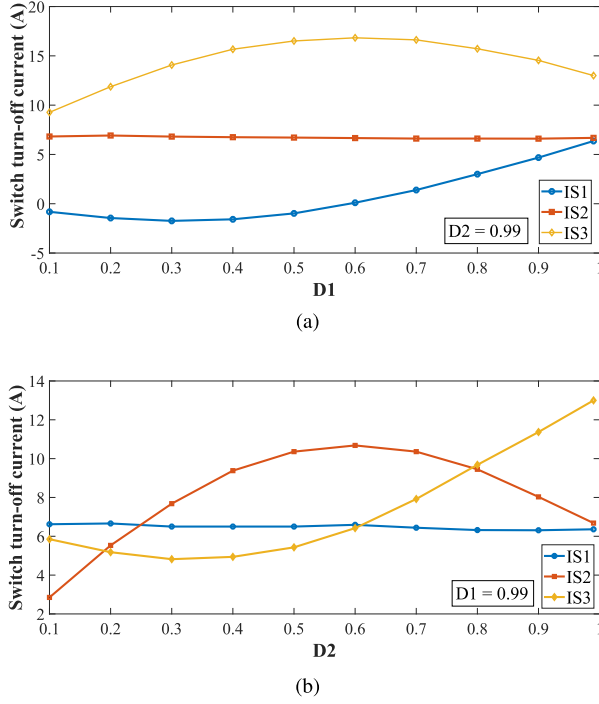 20
15
10
5
0
-5
Switch turn-off current (A)
IS1
IS2
IS3
D2 = 0.99
0.1 0.2 0.3 0.4 0.5 0.6 0.7 0.8 0.9 1
D1
(a)
14
12
10
8
6
4
2
Switch turn-off current (A)
IS1
IS2
IS3
D1 = 0.99
0.1 0.2 0.3 0.4 0.5 0.6 0.7 0.8 0.9 1
D2
(b)